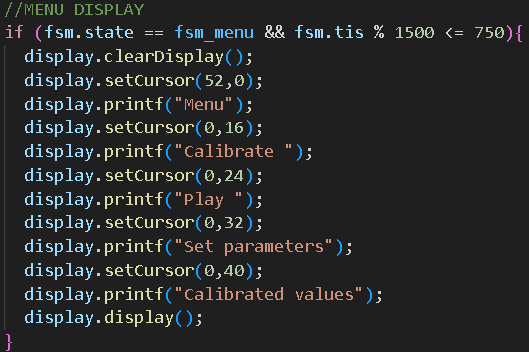 //MENU DISPLAY
if (fsm.state == fsm_menu && fsm.tis % 1500 <= 750){
  display.clearDisplay();
  display.setCursor(52,0);
  display.printf("Menu");
  display.setCursor(0,16);
  display.printf("Calibrate ");
  display.setCursor(0,24);
  display.printf("Play ");
  display.setCursor(0,32);
  display.printf("Set parameters");
  display.setCursor(0,40);
  display.printf("Calibrated values");
  display.display();
}